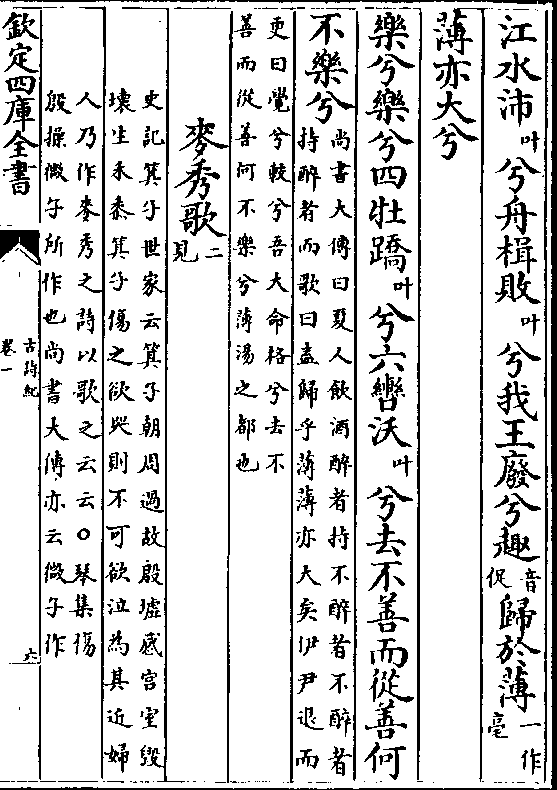 江水沛叶兮舟楫敗叶兮我王廢兮趣音促歸於薄一作亳
薄亦大兮
樂兮樂兮四牡蹻叶兮六轡沃叶兮去不善而從善何
不樂兮
尚書大傳曰夏人飲酒醉者持不醉者不醉者
持醉者而歌曰盍歸乎薄薄亦大矣伊尹退而
更曰覺兮較兮吾大命格兮去不
善而從善何不樂兮薄湯之都也
麥秀歌二見
史記箕子世家云箕子朝周過故殷墟感宫室毁
壞生禾黍箕子傷之欲哭則不可欲泣為其近婦
人乃作麥秀之詩以歌之云云○琴集傷
殷操微子所作也尚書大傳亦云微子作
欽定四庫全書
古詩紀
卷一
六